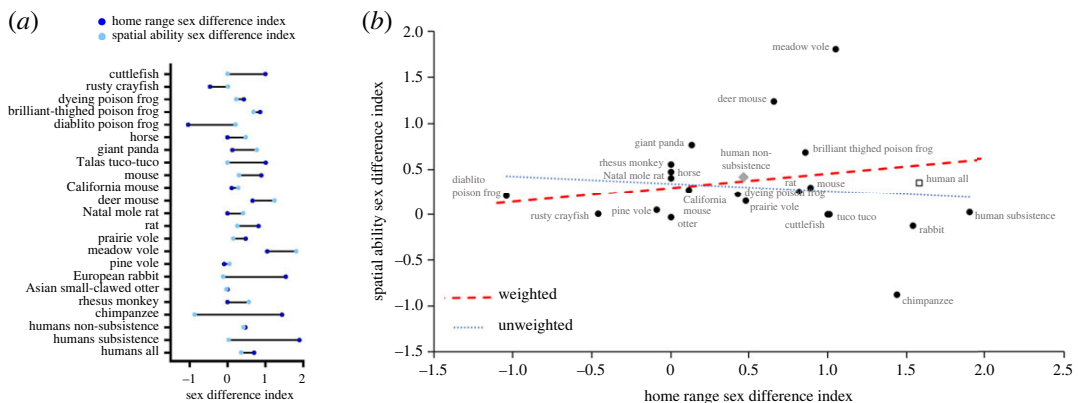 (a)
home range sex difference index
spatial ability sex difference index
cuttlefish
rusty crayfish
dyeing poison frog
brilliant-thighed poison frog
diablito poison frog
horse
giant panda
Talas tuco-tuco
mouse
California mouse
deer mouse
Natal mole rat
rat
prairie vole
meadow vole
pine vole
European rabbit
Asian small-clawed otter
rhesus monkey
chimpanzee
humans non-subsistence
humans subsistence
humans all
−1 0 1 2
sex difference index
(b)
spatial ability sex difference index
2.0
1.5
1.0
0.5
0
−0.5
−1.0
−1.5
meadow vole
deer mouse
giant panda
brilliant thighed poison frog
human non-
subsistence
rhesus monkey
horse
Natal mole rat
diablito
poison frog
human all
rat
mouse
dyeing poison frog
California
mouse
prairie vole
pine vole
rusty crayfish
otter
cuttlefish
tuco tuco
human subsistence
rabbit
chimpanzee
weighted
unweighted
−1.5 −1.0 −0.5 0 0.5 1.0 1.5 2.0 2.5
home range sex difference index